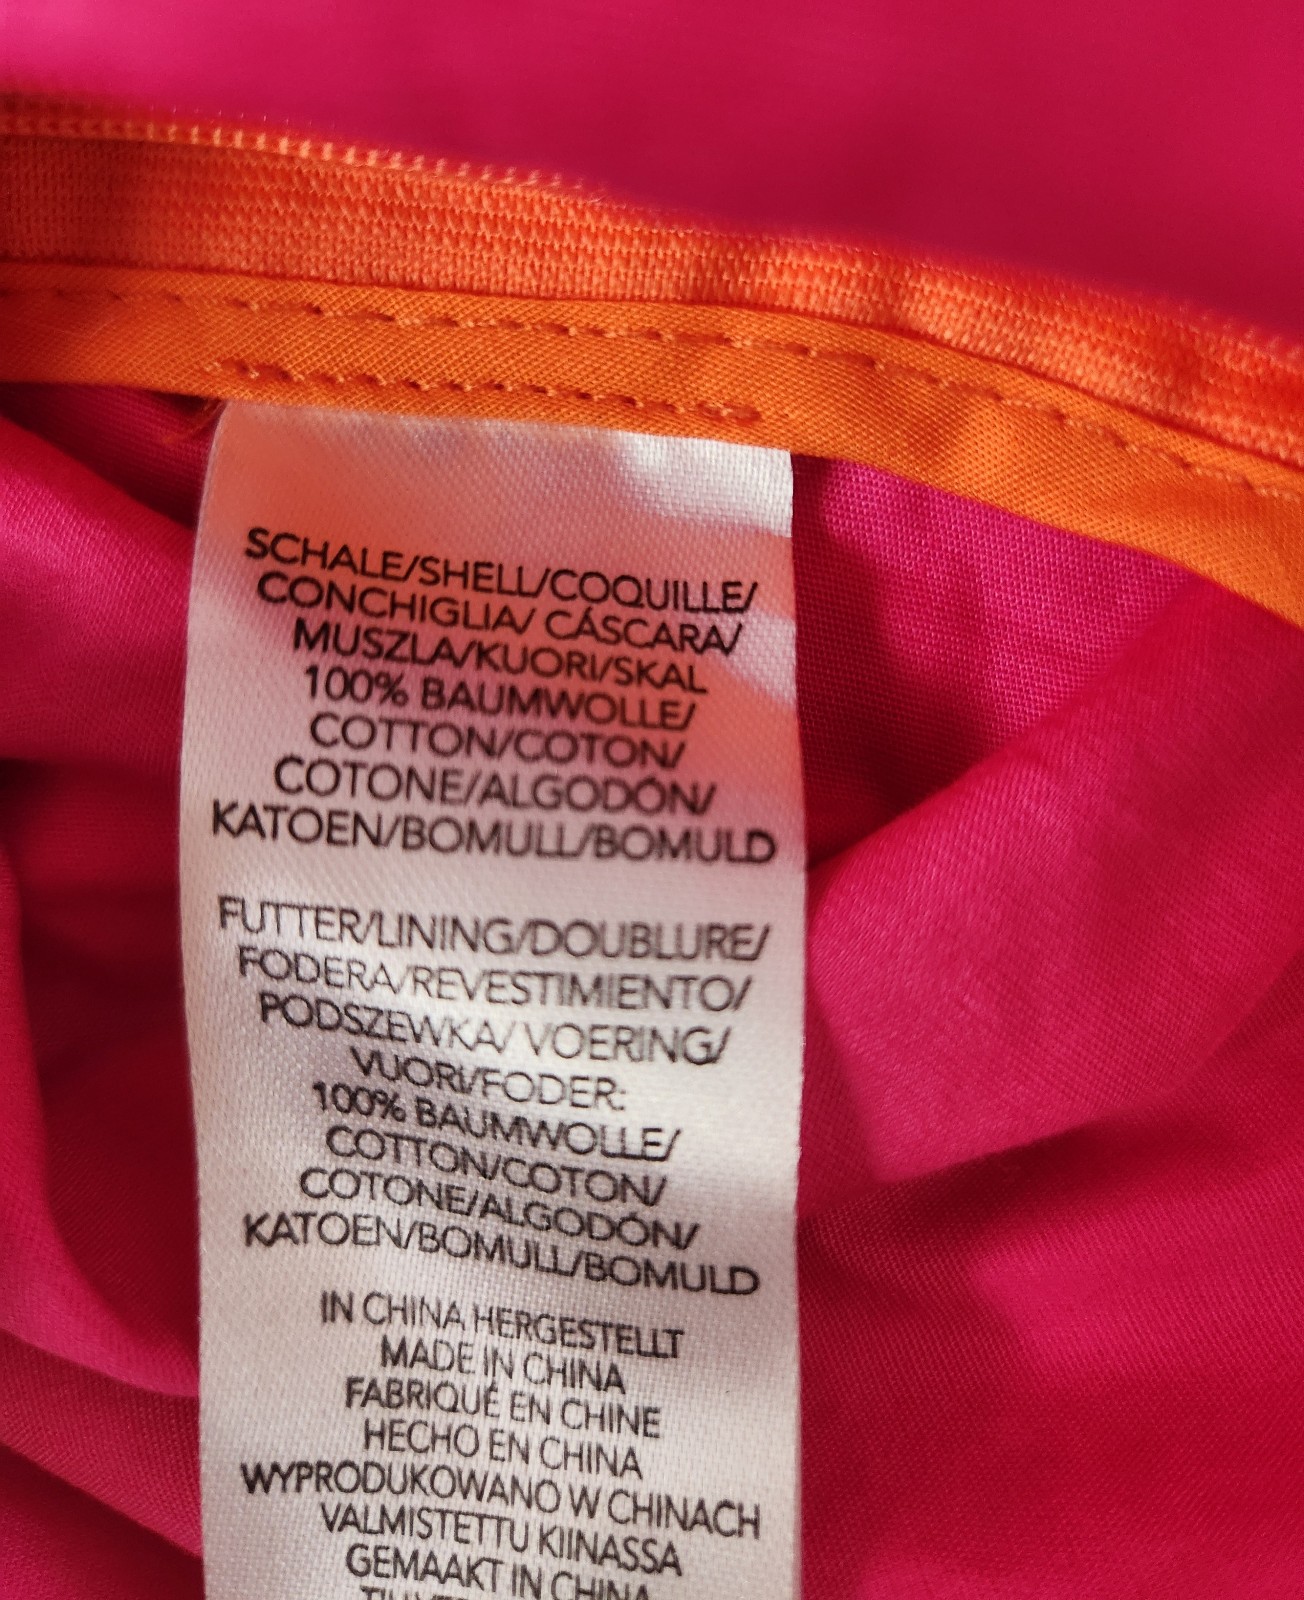 SCHALE/SHELL/COQUILLE/
CONCHIGLIA/ CÁSCARA/
MUSZLA/KUORI/SKAL
100% BAUMWOLLE/
COTTON/COTON/
COTONE/ALGODÓN/
KATOEN/BOMULL/BOMULD
FUTTER/LINING/DOUBLURE/
FODERA/REVESTIMIENTO/
PODSZEWKA/ VOERING/
VUORI/FODER:
100% BAUMWOLLE/
COTTON/COTON/
COTONE/ALGODÓN/
KATOEN/BOMULL/BOMULD
IN CHINA HERGESTELLT
MADE IN CHINA
FABRIQUÉ EN CHINE
HECHO EN CHINA
WYPRODUKOWANO W CHINACH
VALMISTETTU KIINASSA
GEMAAKT IN CHINA